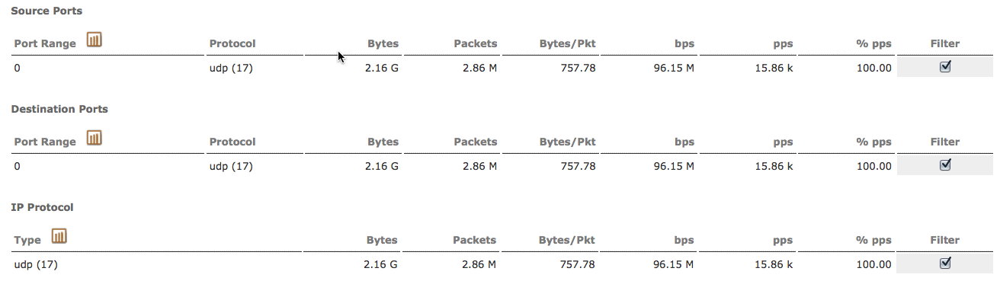 Source Ports
Port Range Protocol Bytes Packets Bytes/Pkt bps pps % pps Filter
0 udp (17) 2.16 G 2.86 M 757.78 96.15 M 15.86 k 100.00
Destination Ports
Port Range Protocol Bytes Packets Bytes/Pkt bps pps % pps Filter
0 udp (17) 2.16 G 2.86 M 757.78 96.15 M 15.86 k 100.00
IP Protocol
Type Bytes Packets Bytes/Pkt bps pps % pps Filter
udp (17) 2.16 G 2.86 M 757.78 96.15 M 15.86 k 100.00